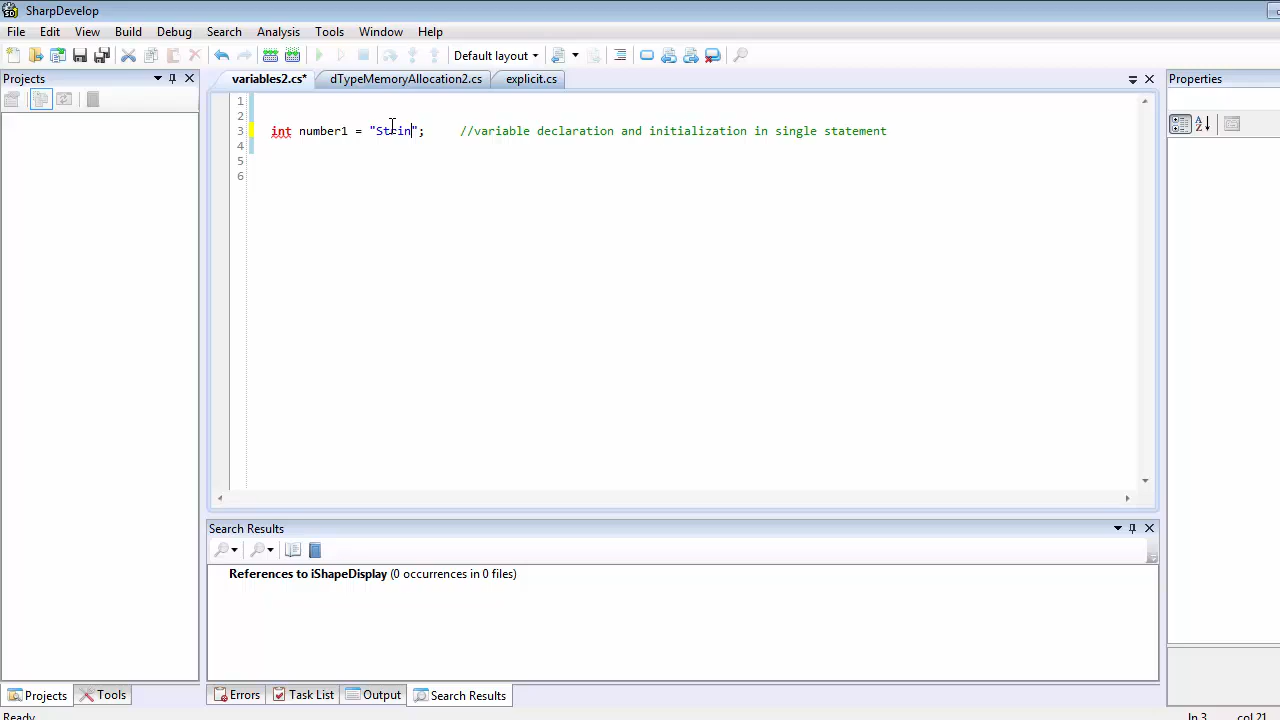 SharpDevelop
File Edit View Build Debug Search Analysis Tools Window Help
Default layout
Projects
variables2.cs* dTypeMemoryAllocation2.cs explicit.cs
Properties
1
2
3 int number1 = "Strin"; //variable declaration and initialization in single statement
4
5
6
Search Results
References to iShapeDisplay (0 occurrences in 0 files)
Projects Tools Errors Task List Output Search Results
Ready ln 3 col 21